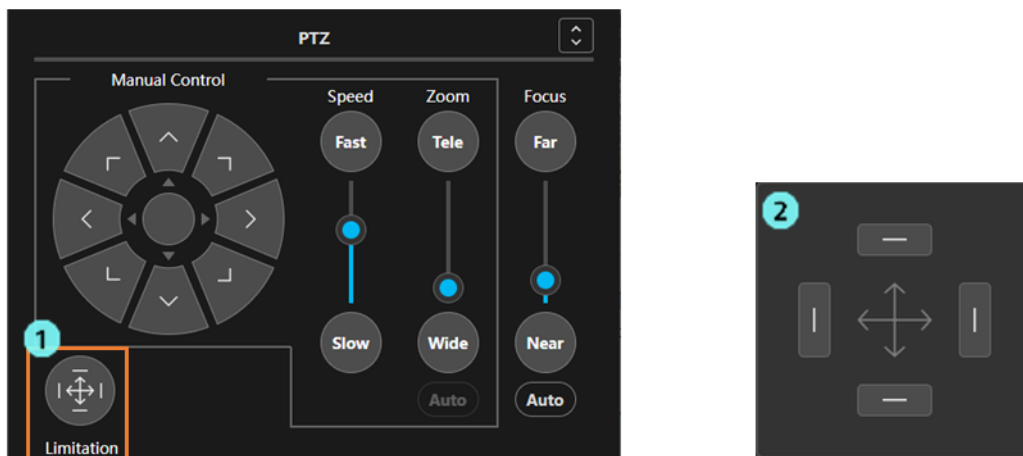 PTZ
Manual Control
Speed
Zoom
Focus
Fast
Tele
Far
Slow
Wide
Near
Auto
Auto
1
Limitation
2